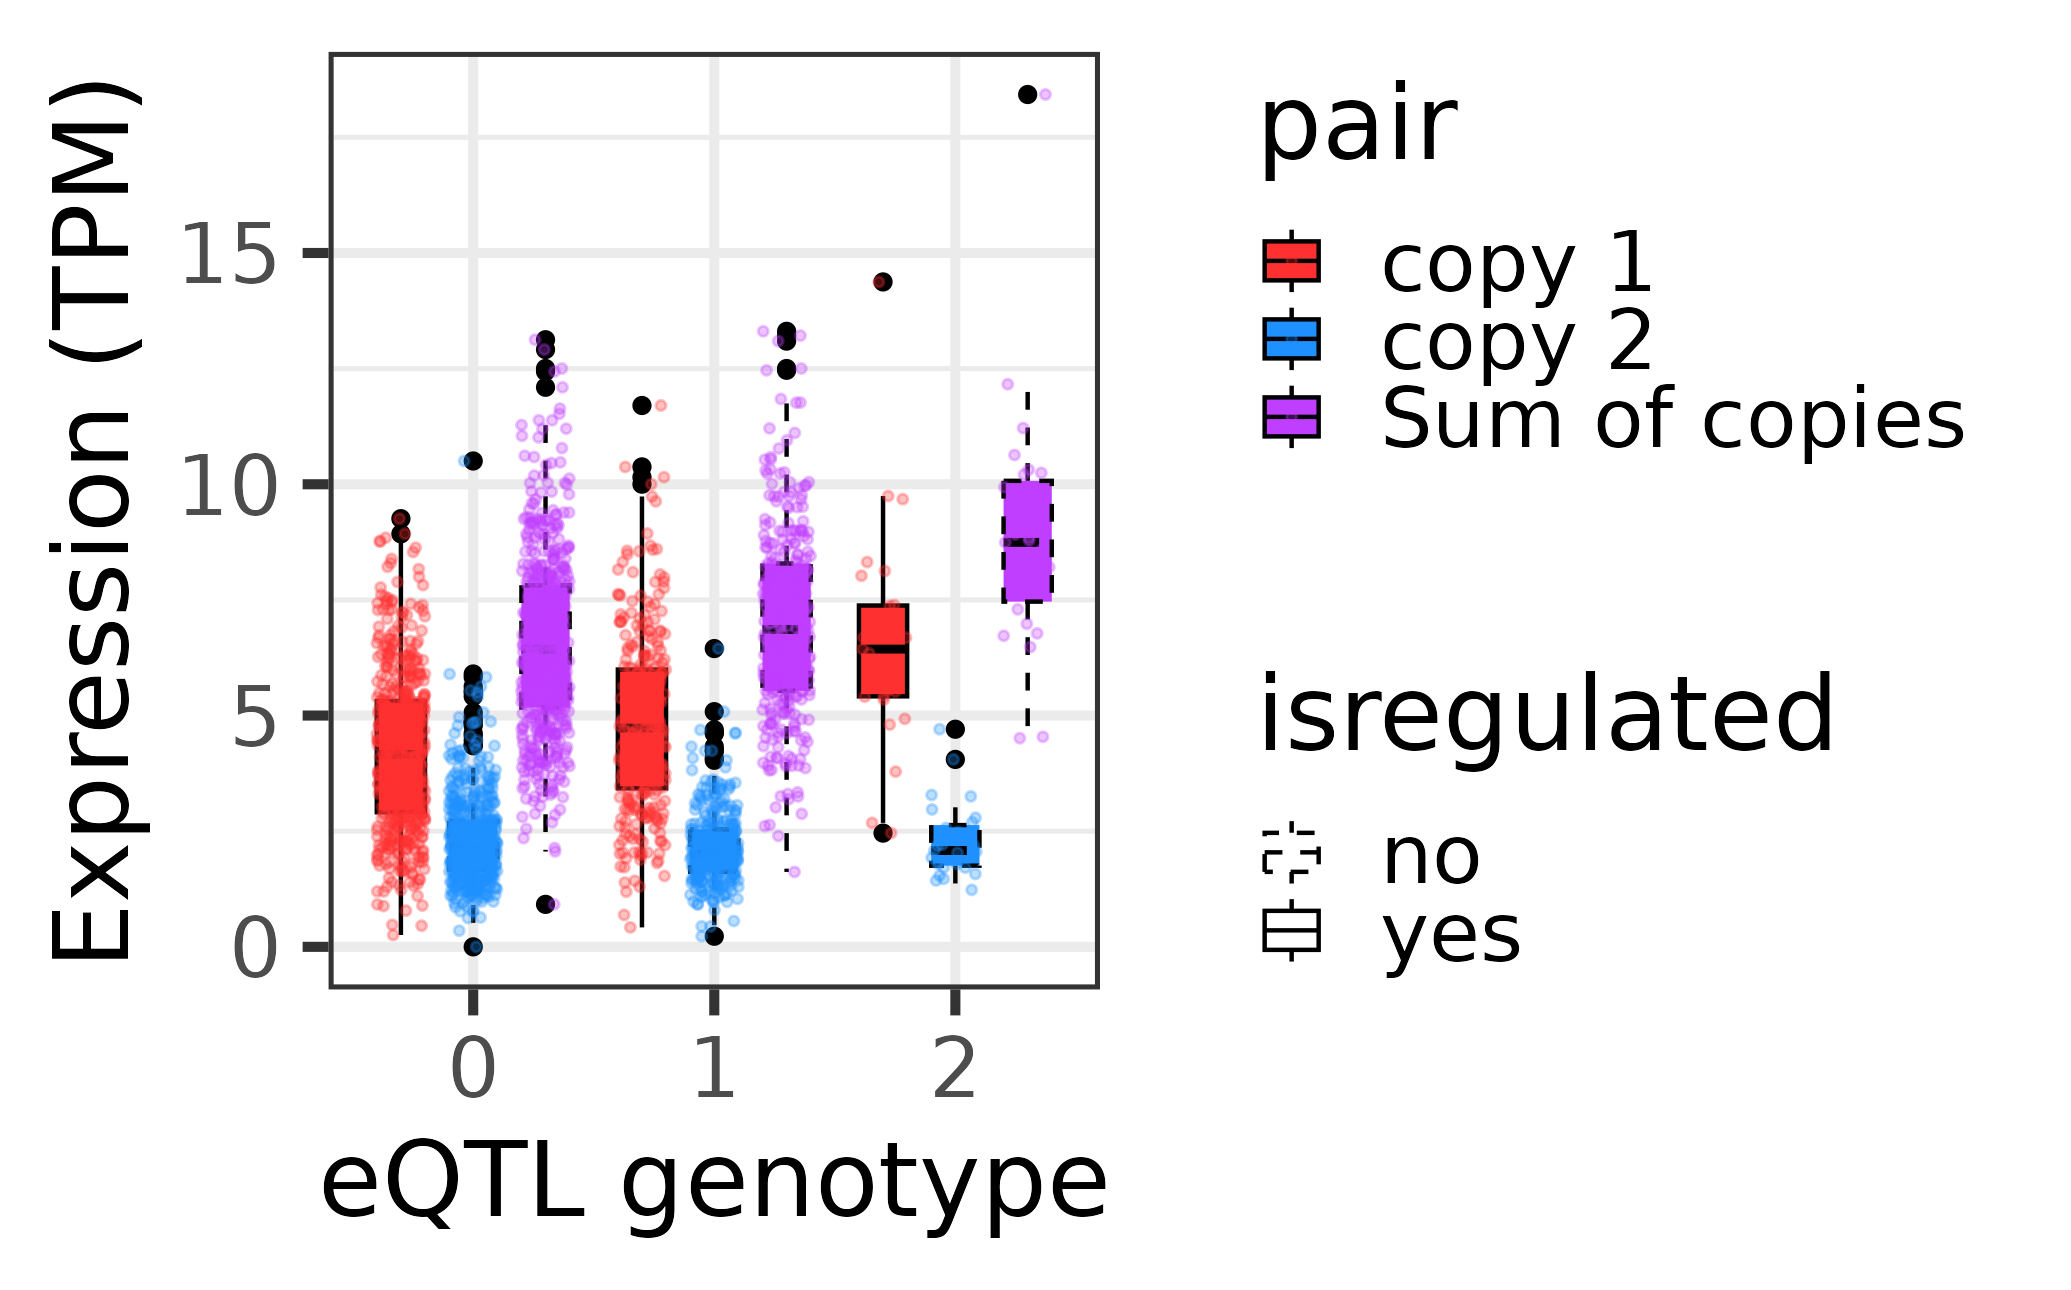 Expression (TPM)
15
10
5
0
0 1 2
eQTL genotype
pair
copy 1
copy 2
Sum of copies
isregulated
no
yes